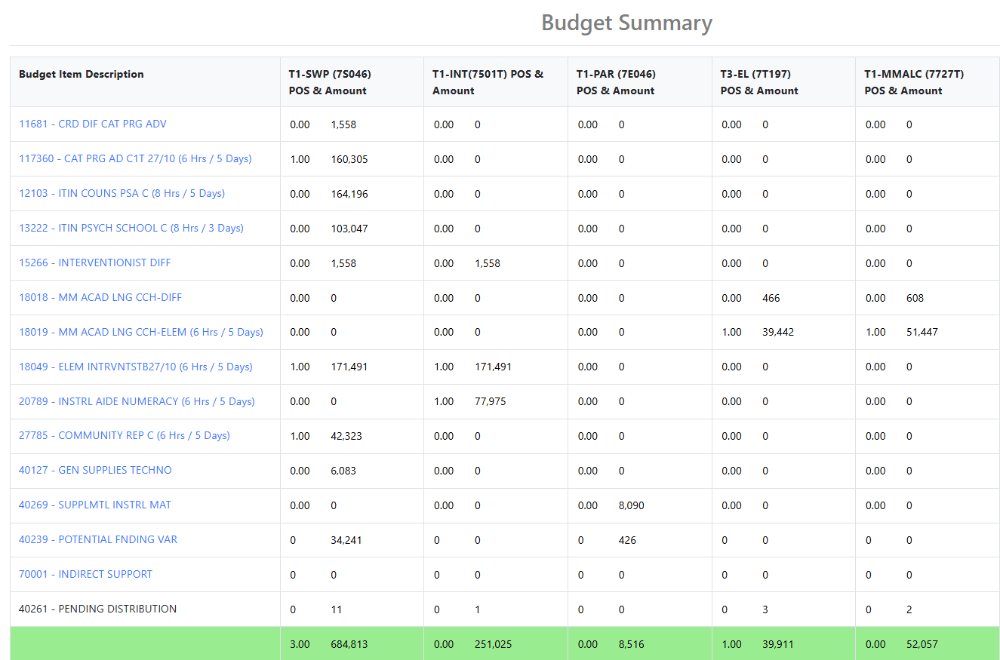 Budget Summary
Budget Item Description T1-SWP (7S046) POS & Amount T1-INT(7501T) POS & Amount T1-PAR (7E046) POS & Amount T3-EL (7T197) POS & Amount T1-MMALC (7727T) POS & Amount
11681 - CRD DIF CAT PRG ADV 0.00 1,558 0.00 0 0.00 0 0.00 0 0.00 0
117360 - CAT PRG AD C1T 27/10 (6 Hrs / 5 Days) 1.00 160,305 0.00 0 0.00 0 0.00 0 0.00 0
12103 - ITIN COUNS PSA C (8 Hrs / 5 Days) 0.00 164,196 0.00 0 0.00 0 0.00 0 0.00 0
13222 - ITIN PSYCH SCHOOL C (8 Hrs / 3 Days) 0.00 103,047 0.00 0 0.00 0 0.00 0 0.00 0
15266 - INTERVENTIONIST DIFF 0.00 1,558 0.00 1,558 0.00 0 0.00 0 0.00 0
18018 - MM ACAD LNG CCH-DIFF 0.00 0 0.00 0 0.00 0 0.00 466 0.00 608
18019 - MM ACAD LNG CCH-ELEM (6 Hrs / 5 Days) 0.00 0 0.00 0 0.00 0 1.00 39,442 1.00 51,447
18049 - ELEM INTRVNTSTB27/10 (6 Hrs / 5 Days) 1.00 171,491 1.00 171,491 0.00 0 0.00 0 0.00 0
20789 - INSTRL AIDE NUMERACY (6 Hrs / 5 Days) 0.00 0 1.00 77,975 0.00 0 0.00 0 0.00 0
27785 - COMMUNITY REP C (6 Hrs / 5 Days) 1.00 42,323 0.00 0 0.00 0 0.00 0 0.00 0
40127 - GEN SUPPLIES TECHNO 0.00 6,083 0.00 0 0.00 0 0.00 0 0.00 0
40269 - SUPPLMTL INSTRL MAT 0.00 0 0.00 0 0.00 8,090 0.00 0 0.00 0
40239 - POTENTIAL FNDING VAR 0 34,241 0 0 0 426 0 0 0 0
70001 - INDIRECT SUPPORT 0 0 0 0 0 0 0 0 0 0
40261 - PENDING DISTRIBUTION 0 11 0 1 0 0 0 3 0 2
3.00 684,813 0.00 251,025 0.00 8,516 1.00 39,911 0.00 52,057